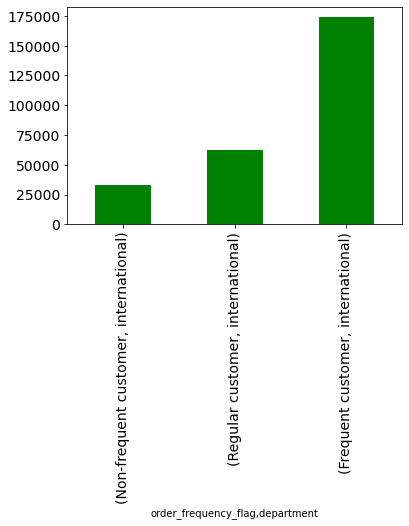 175000
150000
125000
100000
75000
50000
25000
0
(Non-frequent customer, international)
(Regular customer, international)
(Frequent customer, international)
order_frequency_flag,department